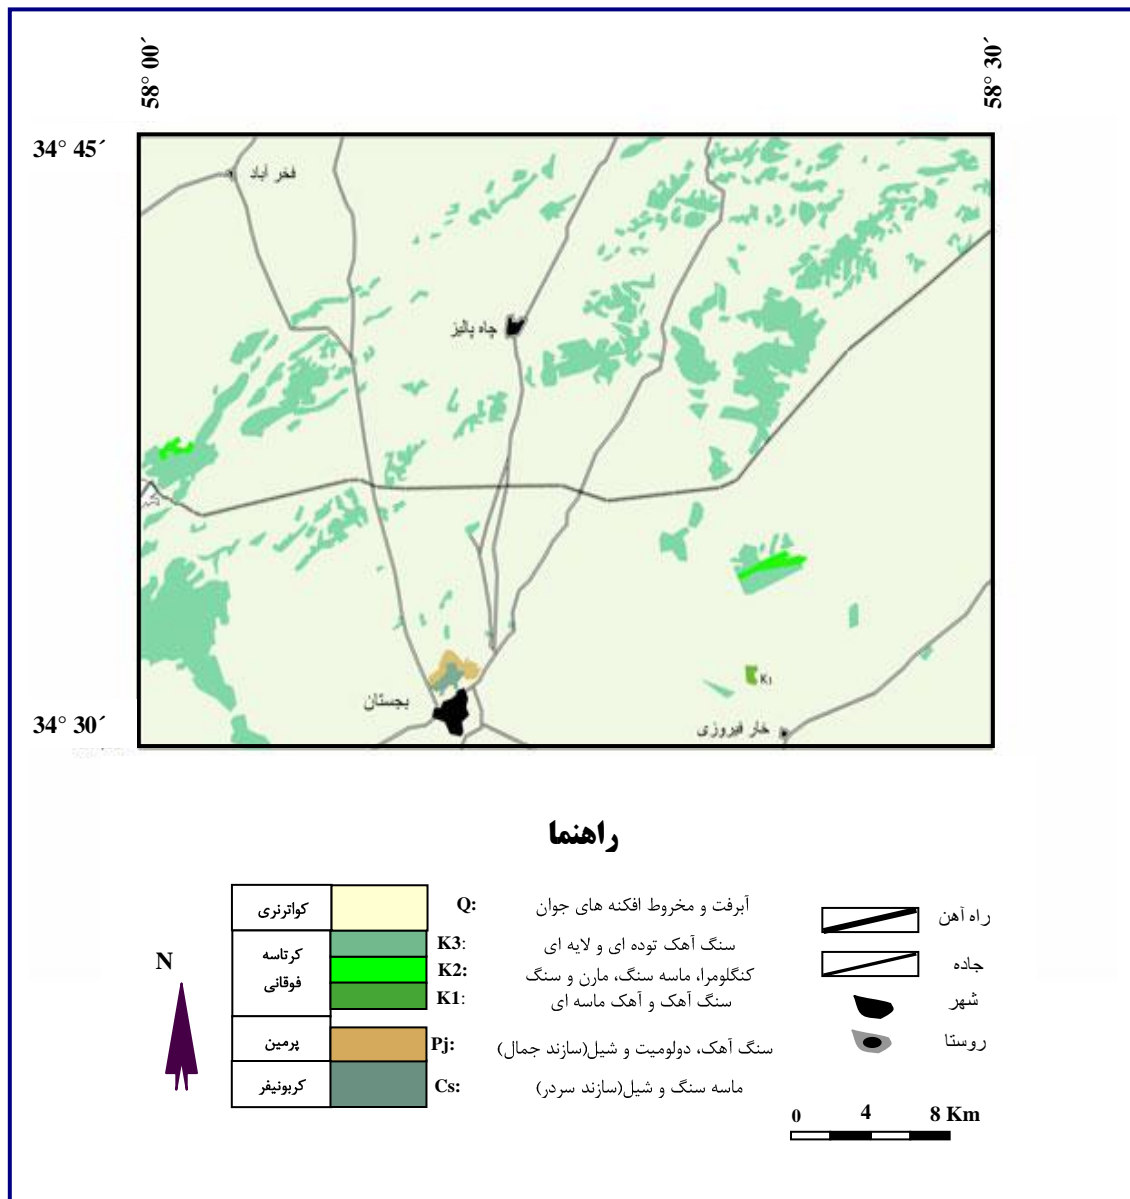 58° 00´
58° 30´
34° 45´
34° 30´
فخر آباد
چاه پالیز
بجستان
K1
خار فیروزی
راهنما
کواترنری
Q:
آبرفت و مخروط افکنه های جوان
کرتاسه
فوقانی
K3:
سنگ آهک توده ای و لایه ای
K2:
کنگلومرا، ماسه سنگ، مارن و سنگ
K1:
سنگ آهک و آهک ماسه ای
پرمین
Pj:
سنگ آهک، دولومیت و شیل(سازند جمال)
کربونیفر
Cs:
ماسه سنگ و شیل(سازند سردر)
راه آهن
جاده
شهر
روستا
N
0 4 8 Km